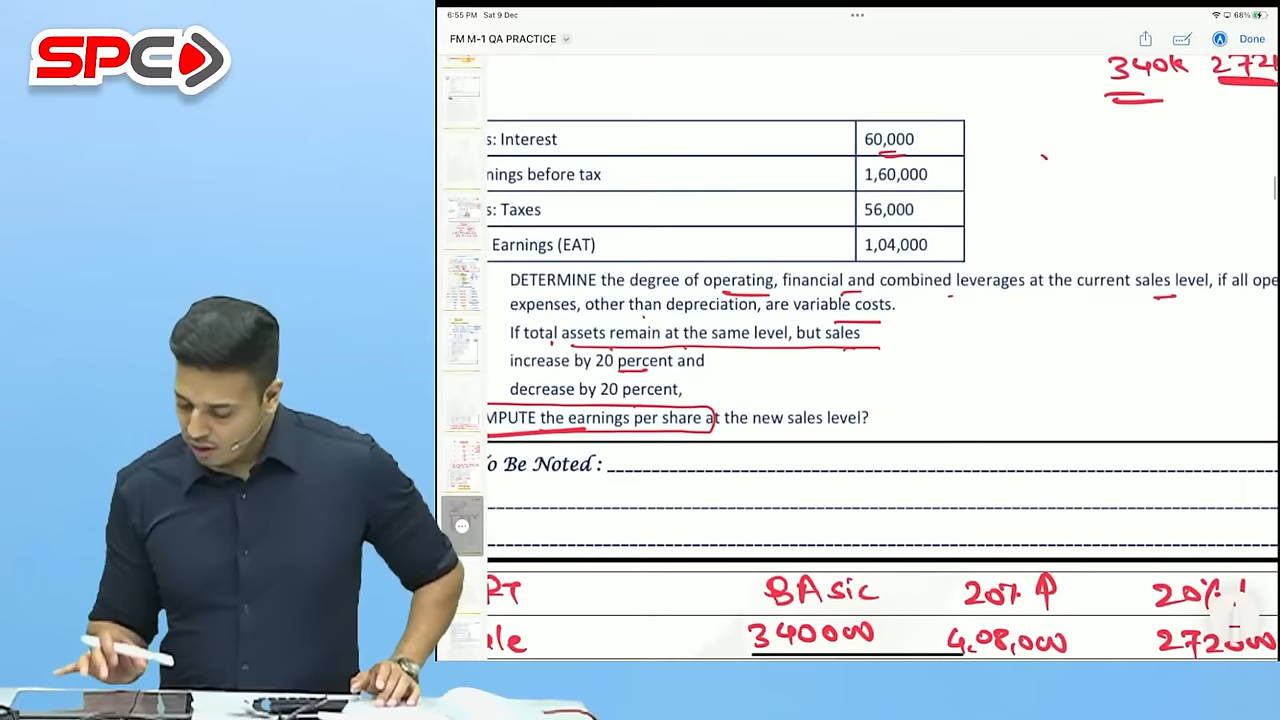 6:55 PM Sat 9 Dec
68%
SPC
FM M-1 QA PRACTICE
Done
340k
s: Interest 60,000
nings before tax 1,60,000
s: Taxes 56,000
Earnings (EAT) 1,04,000
DETERMINE the degree of operating, financial and combined leverages at the current sales level, if all ope
expenses, other than depreciation, are variable costs.
If total assets remain at the same level, but sales
increase by 20 percent and
decrease by 20 percent,
MPUTE the earnings per share at the new sales level?
o Be Noted :
BASIC 20% ↑ 20%
340000 4,08,000 272000